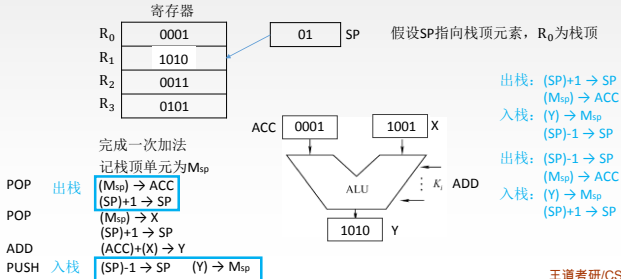 寄存器
R0 0001
R1 1010
R2 0011
R3 0101
01 SP
假设SP指向栈顶元素，R0为栈顶
出栈：(SP)+1 → SP
(Msp) → ACC
入栈：(Y) → Msp
(SP)-1 → SP
出栈：(SP)-1 → SP
(Msp) → ACC
入栈：(Y) → Msp
(SP)+1 → SP
ACC 0001
1001 X
ALU
Ki ADD
1010 Y
完成一次加法
记栈顶单元为Msp
POP 出栈 (Msp) → ACC
(SP)+1 → SP
POP (Msp) → X
(SP)+1 → SP
ADD (ACC)+(X) → Y
PUSH 入栈 (SP)-1 → SP (Y) → Msp
王道考研/CS